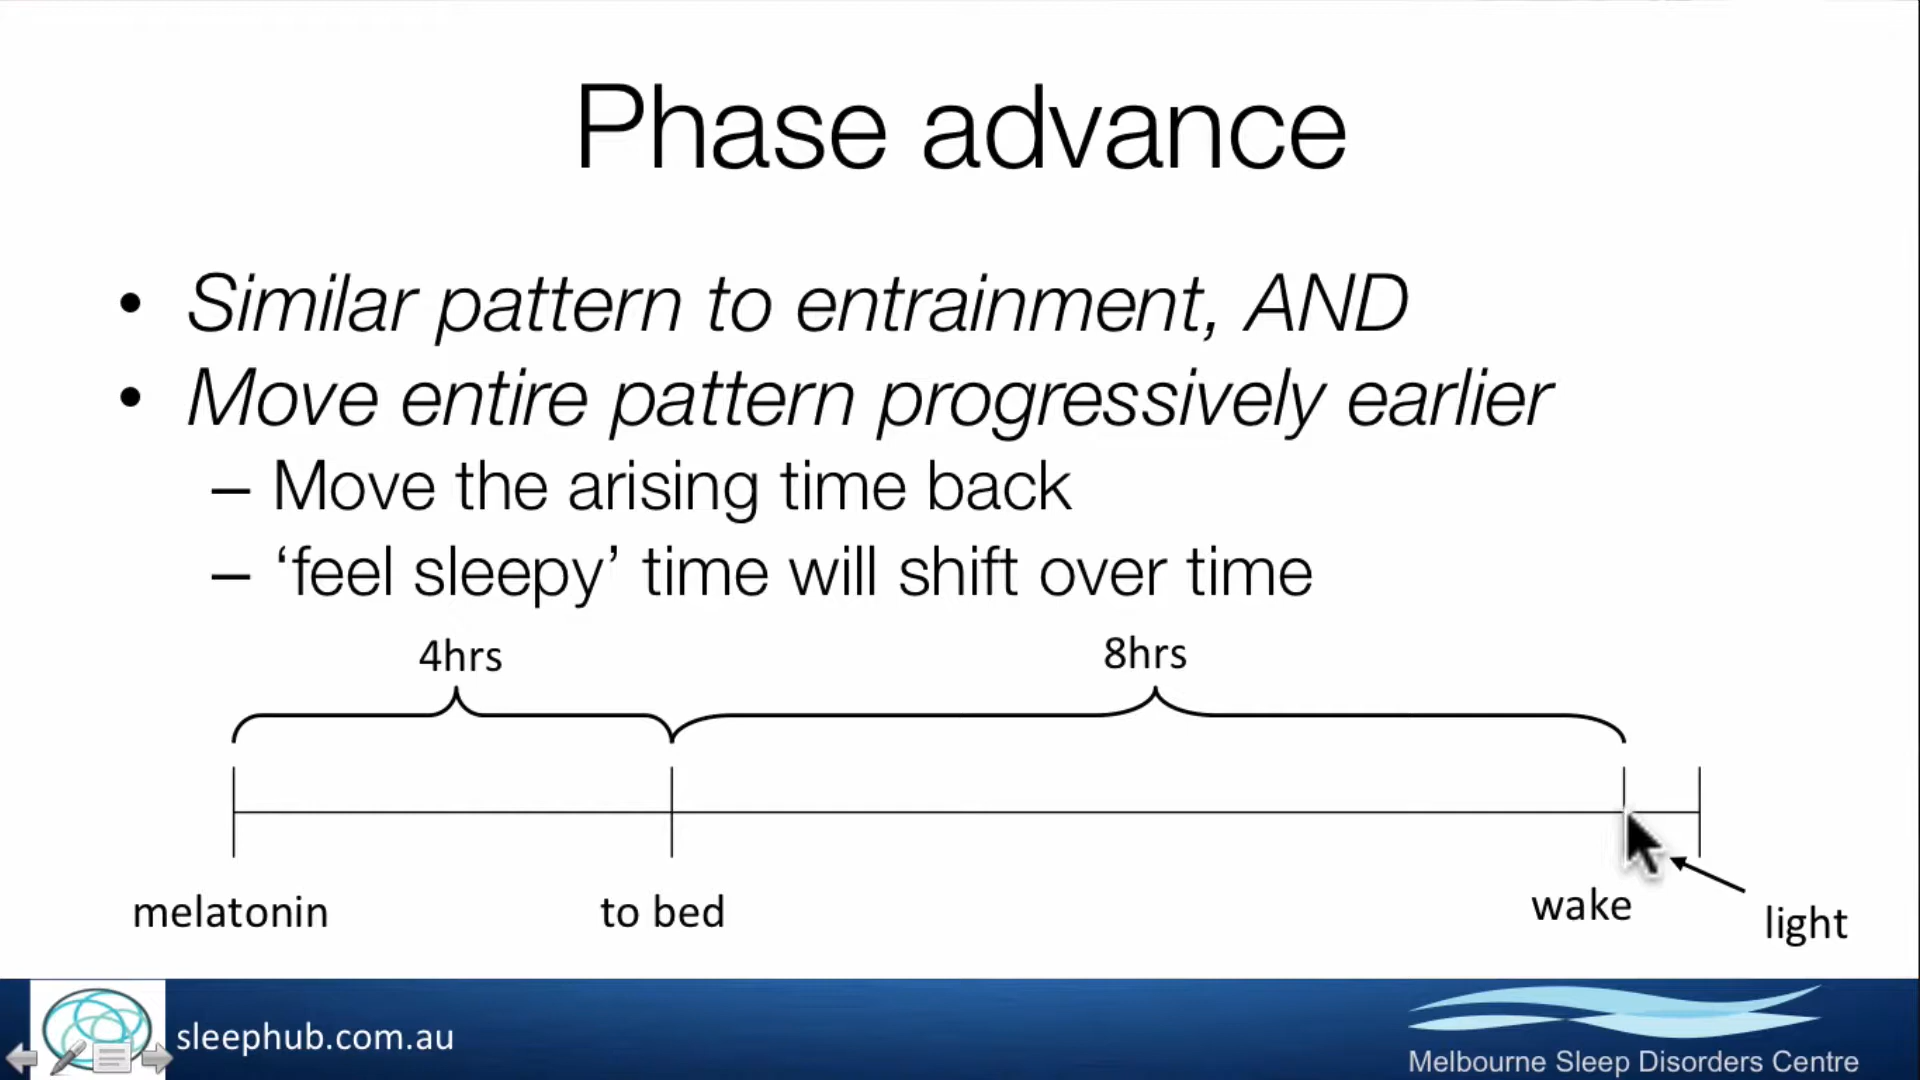 Phase advance
• Similar pattern to entrainment, AND
• Move entire pattern progressively earlier
– Move the arising time back
– ‘feel sleepy’ time will shift over time
4hrs
8hrs
melatonin
to bed
wake
light
sleephub.com.au
Melbourne Sleep Disorders Centre